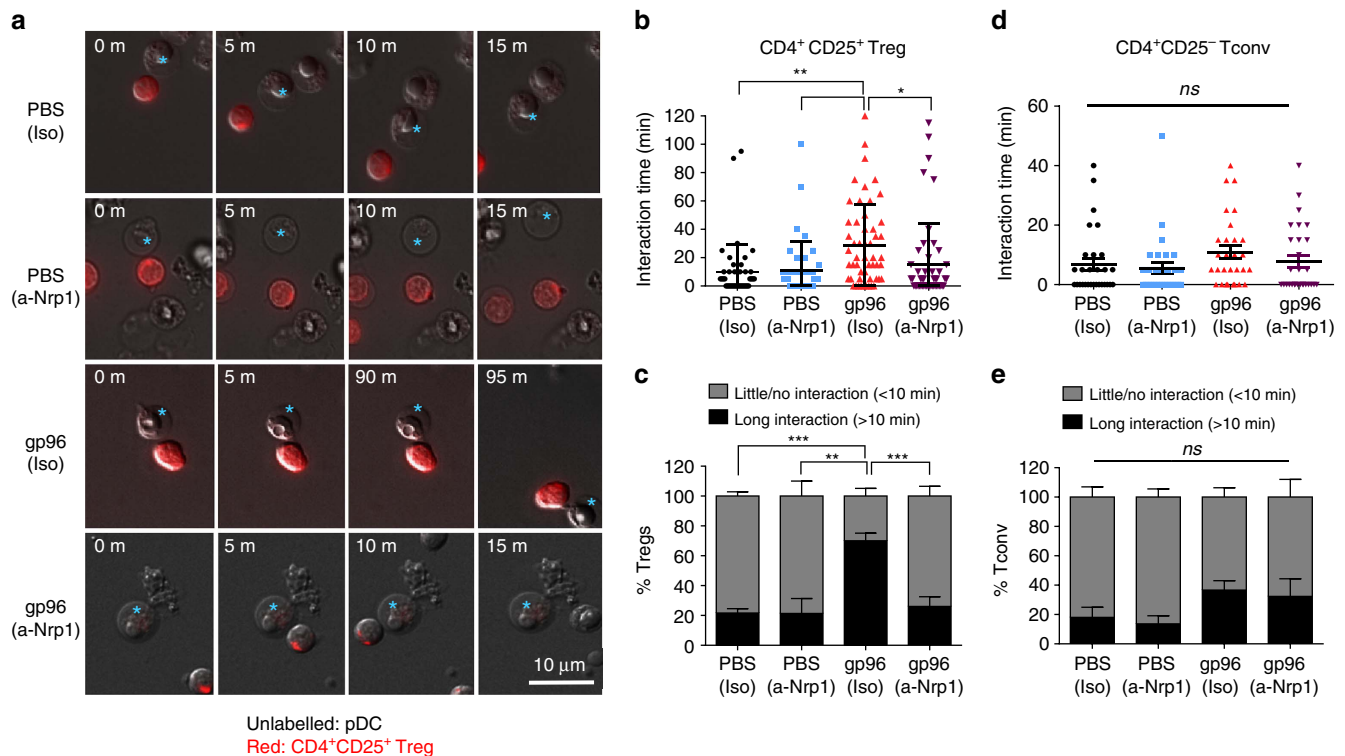 a
PBS
(Iso)
0 m
5 m
10 m
15 m
*
*
*
*
PBS
(a-Nrp1)
0 m
5 m
10 m
15 m
*
*
*
*
gp96
(Iso)
0 m
5 m
90 m
95 m
*
*
*
*
gp96
(a-Nrp1)
0 m
5 m
10 m
15 m
*
*
*
*
10 μm
Unlabelled: pDC
Red: CD4⁺CD25⁺ Treg
b
CD4⁺ CD25⁺ Treg
**
*
Interaction time (min)
120
100
80
60
40
20
0
PBS
(Iso)
PBS
(a-Nrp1)
gp96
(Iso)
gp96
(a-Nrp1)
c
Little/no interaction (<10 min)
Long interaction (>10 min)
***
**
***
% Tregs
120
100
80
60
40
20
0
PBS
(Iso)
PBS
(a-Nrp1)
gp96
(Iso)
gp96
(a-Nrp1)
d
CD4⁺CD25⁻ Tconv
ns
Interaction time (min)
60
40
20
0
PBS
(Iso)
PBS
(a-Nrp1)
gp96
(Iso)
gp96
(a-Nrp1)
e
Little/no interaction (<10 min)
Long interaction (>10 min)
ns
% Tconv
120
100
80
60
40
20
0
PBS
(Iso)
PBS
(a-Nrp1)
gp96
(Iso)
gp96
(a-Nrp1)